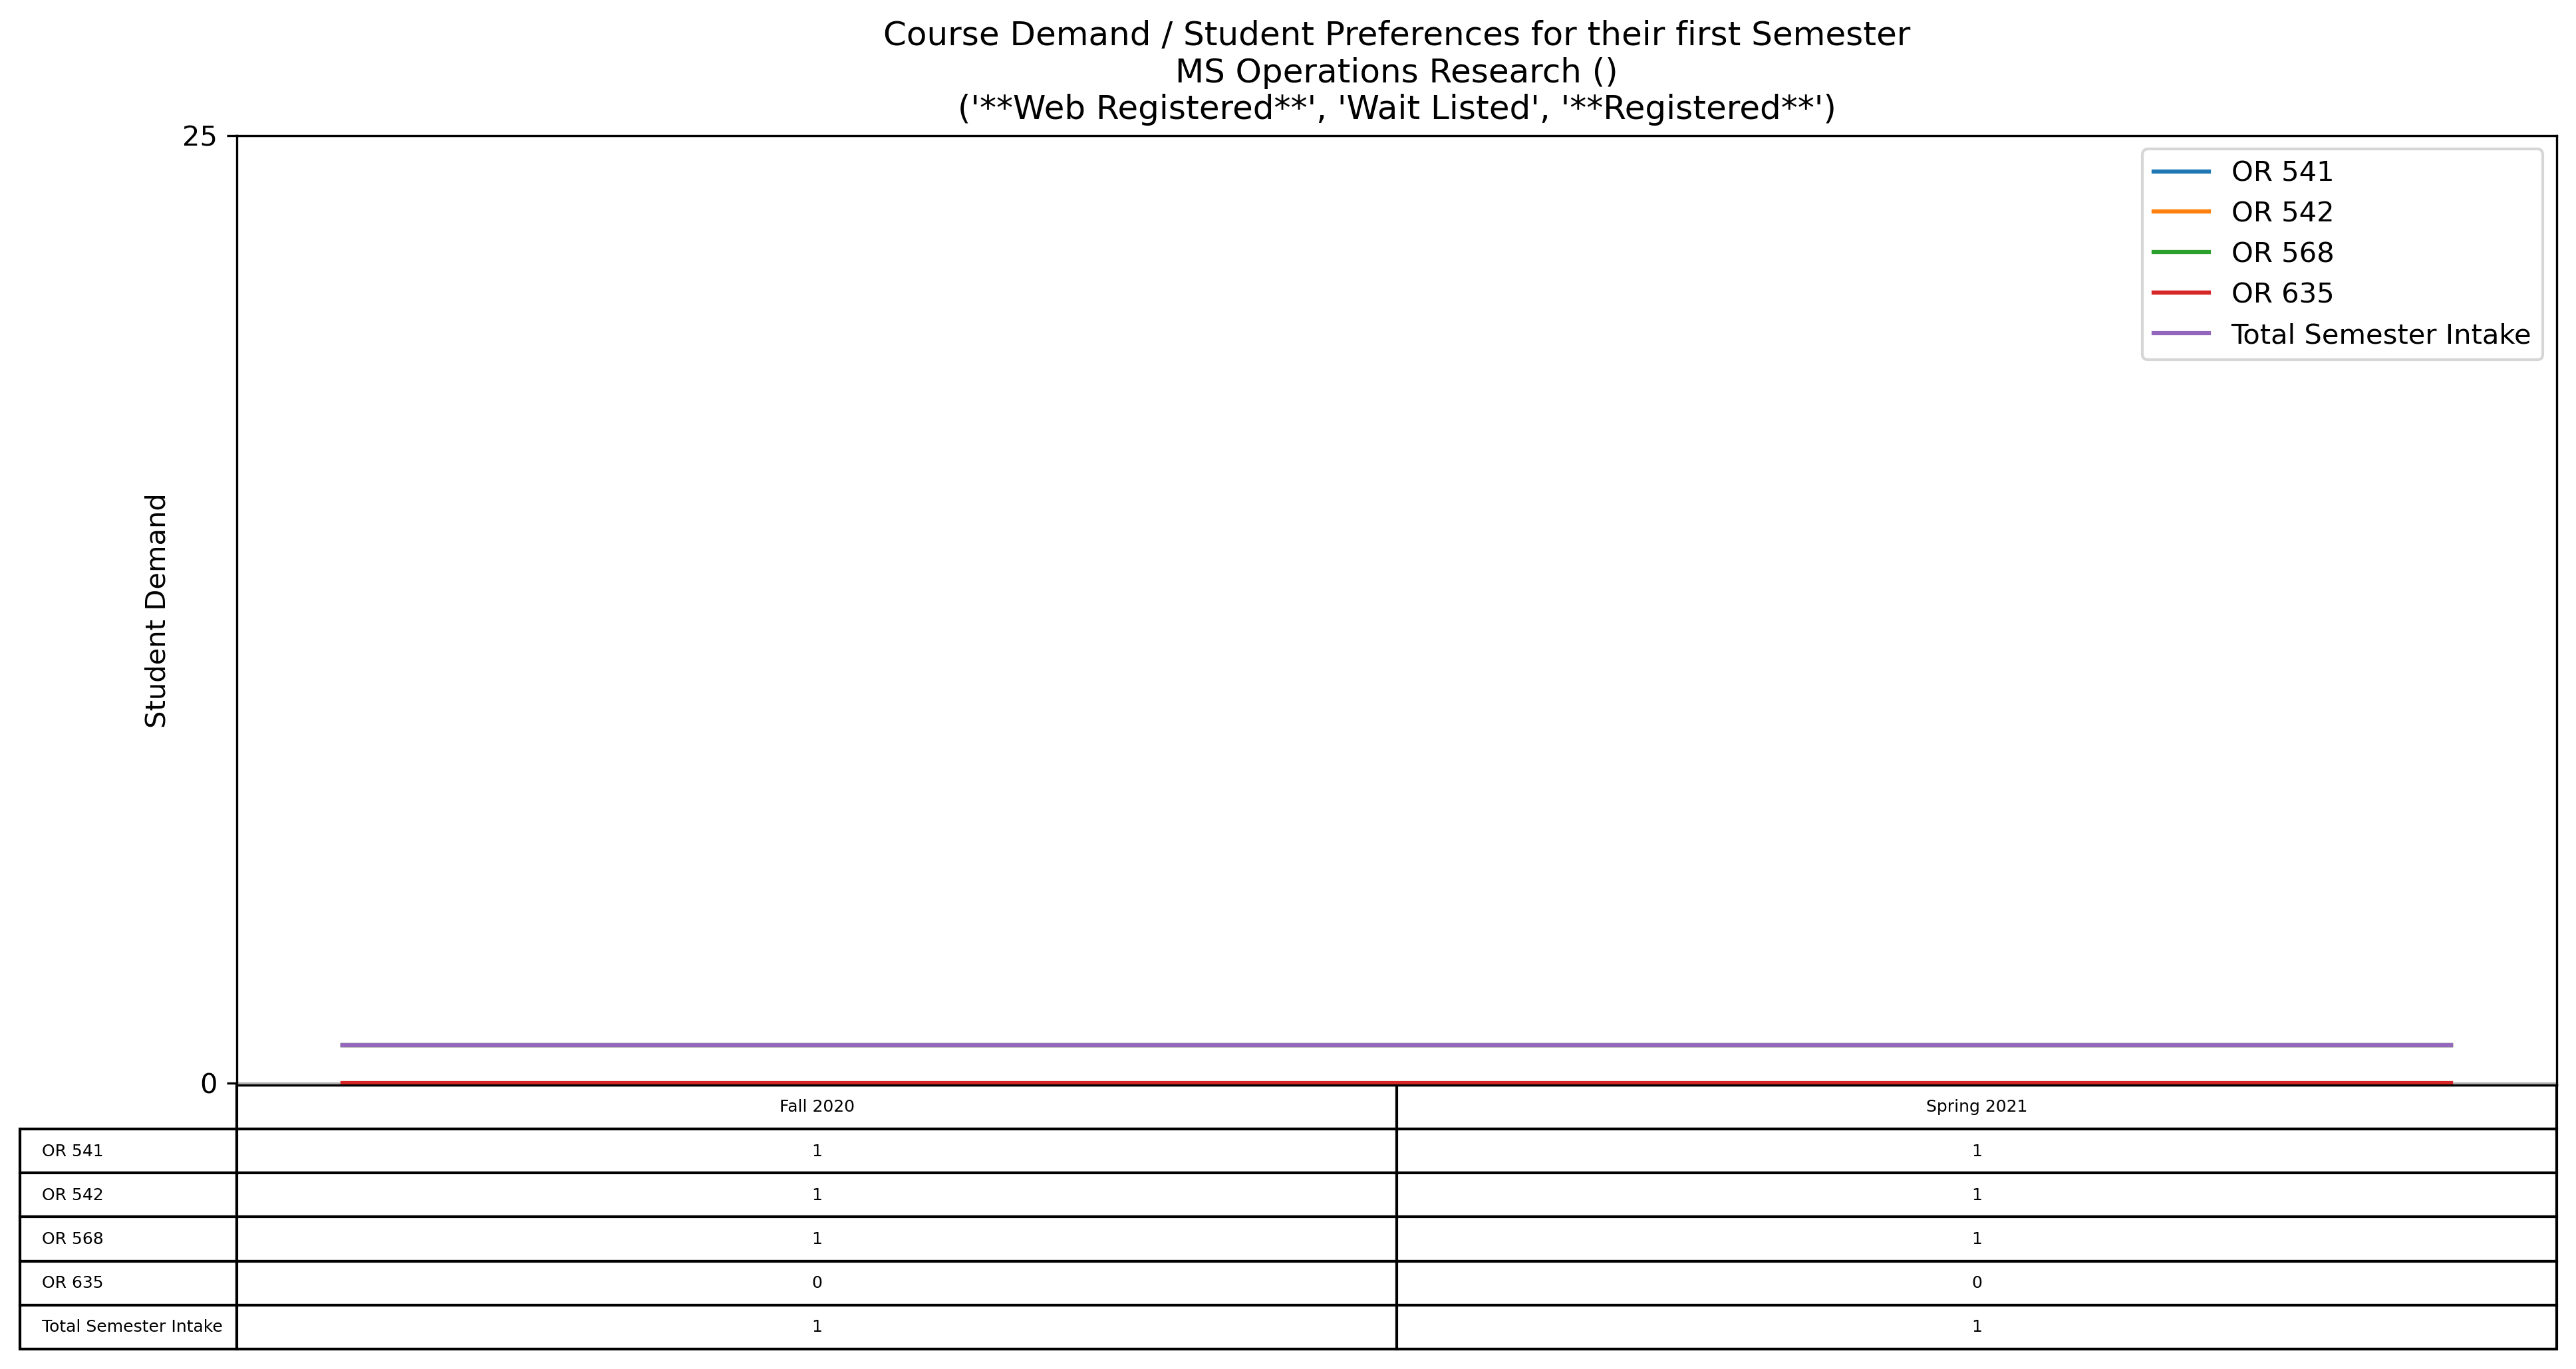 Course Demand / Student Preferences for their first Semester
MS Operations Research ()
('**Web Registered**', 'Wait Listed', '**Registered**')
25
OR 541
OR 542
OR 568
OR 635
Total Semester Intake
Student Demand
0
Fall 2020 Spring 2021
OR 541 1 1
OR 542 1 1
OR 568 1 1
OR 635 0 0
Total Semester Intake 1 1